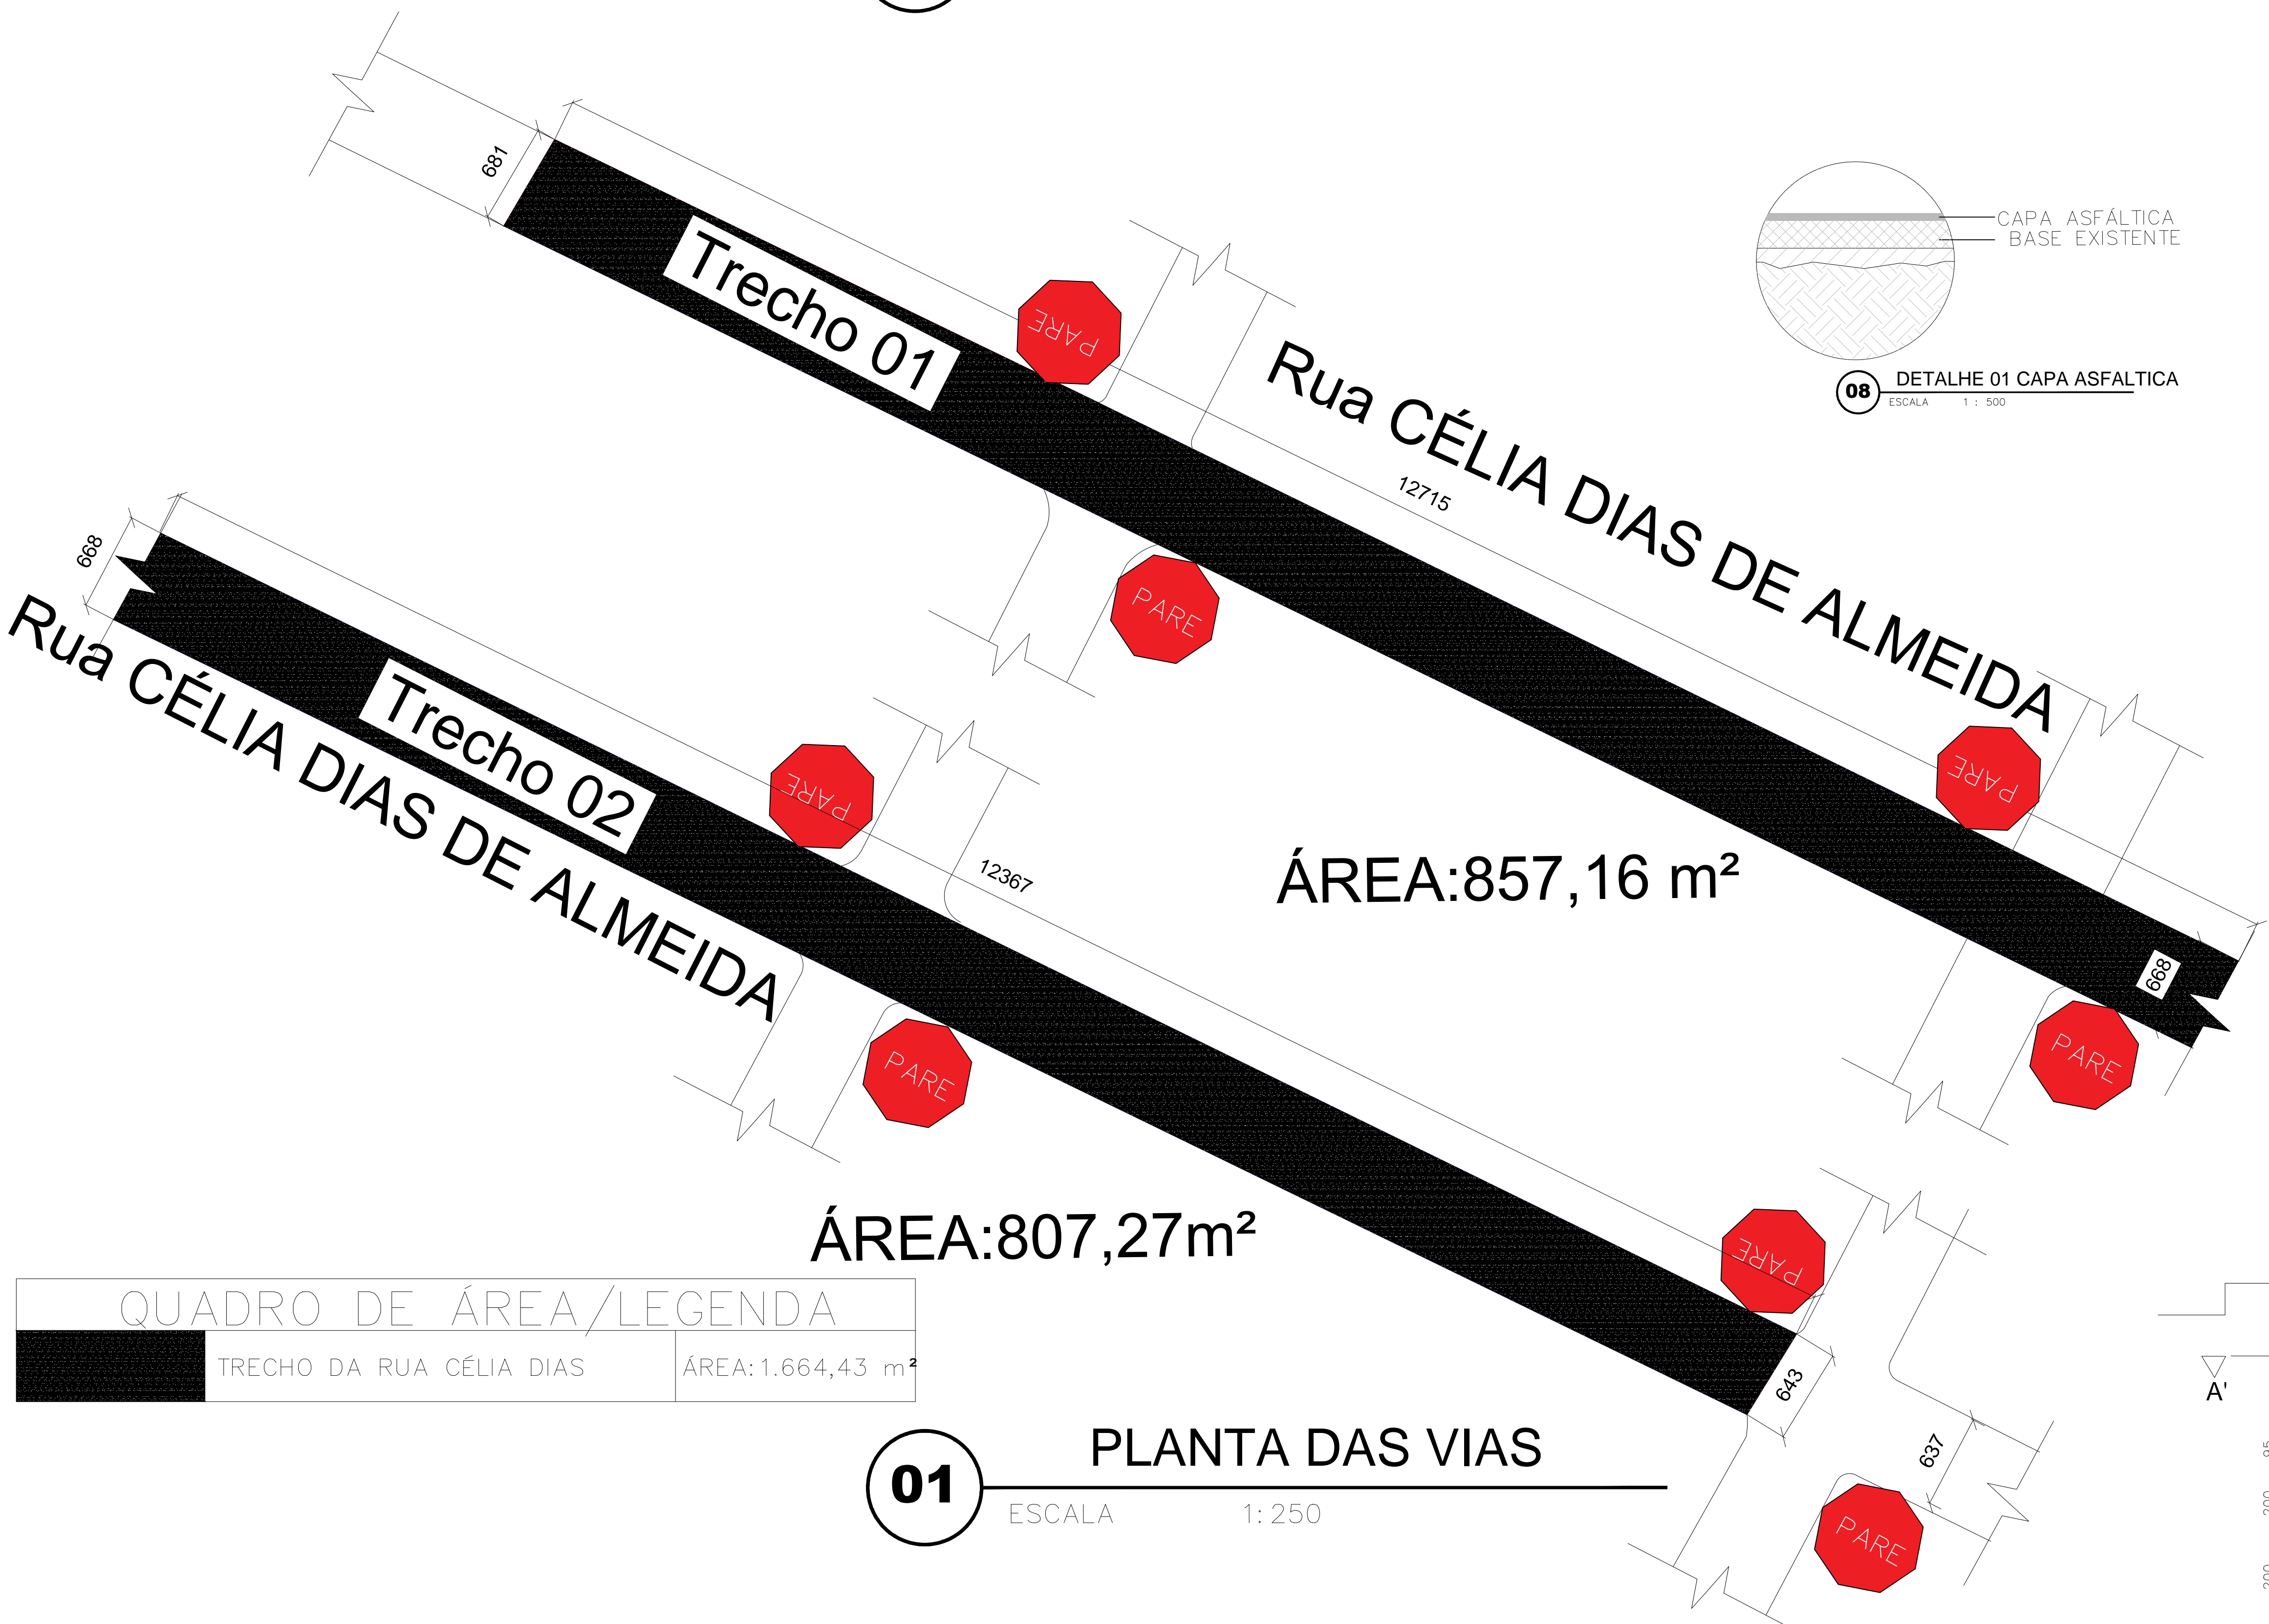 681
Trecho 01
PARE
Rua CÉLIA DIAS DE ALMEIDA
12715
CAPA ASFÁLTICA
BASE EXISTENTE
08
DETALHE 01 CAPA ASFALTICA
ESCALA 1 : 500
PARE
PARE
668
PARE
ÁREA:857,16 m²
668
Rua CÉLIA DIAS DE ALMEIDA
Trecho 02
PARE
12367
PARE
ÁREA:807,27m²
PARE
643
637
PARE
QUADRO DE ÁREA/LEGENDA
TRECHO DA RUA CÉLIA DIAS
ÁREA:1.664,43 m²
01
PLANTA DAS VIAS
ESCALA 1:250
A'
95
200
200